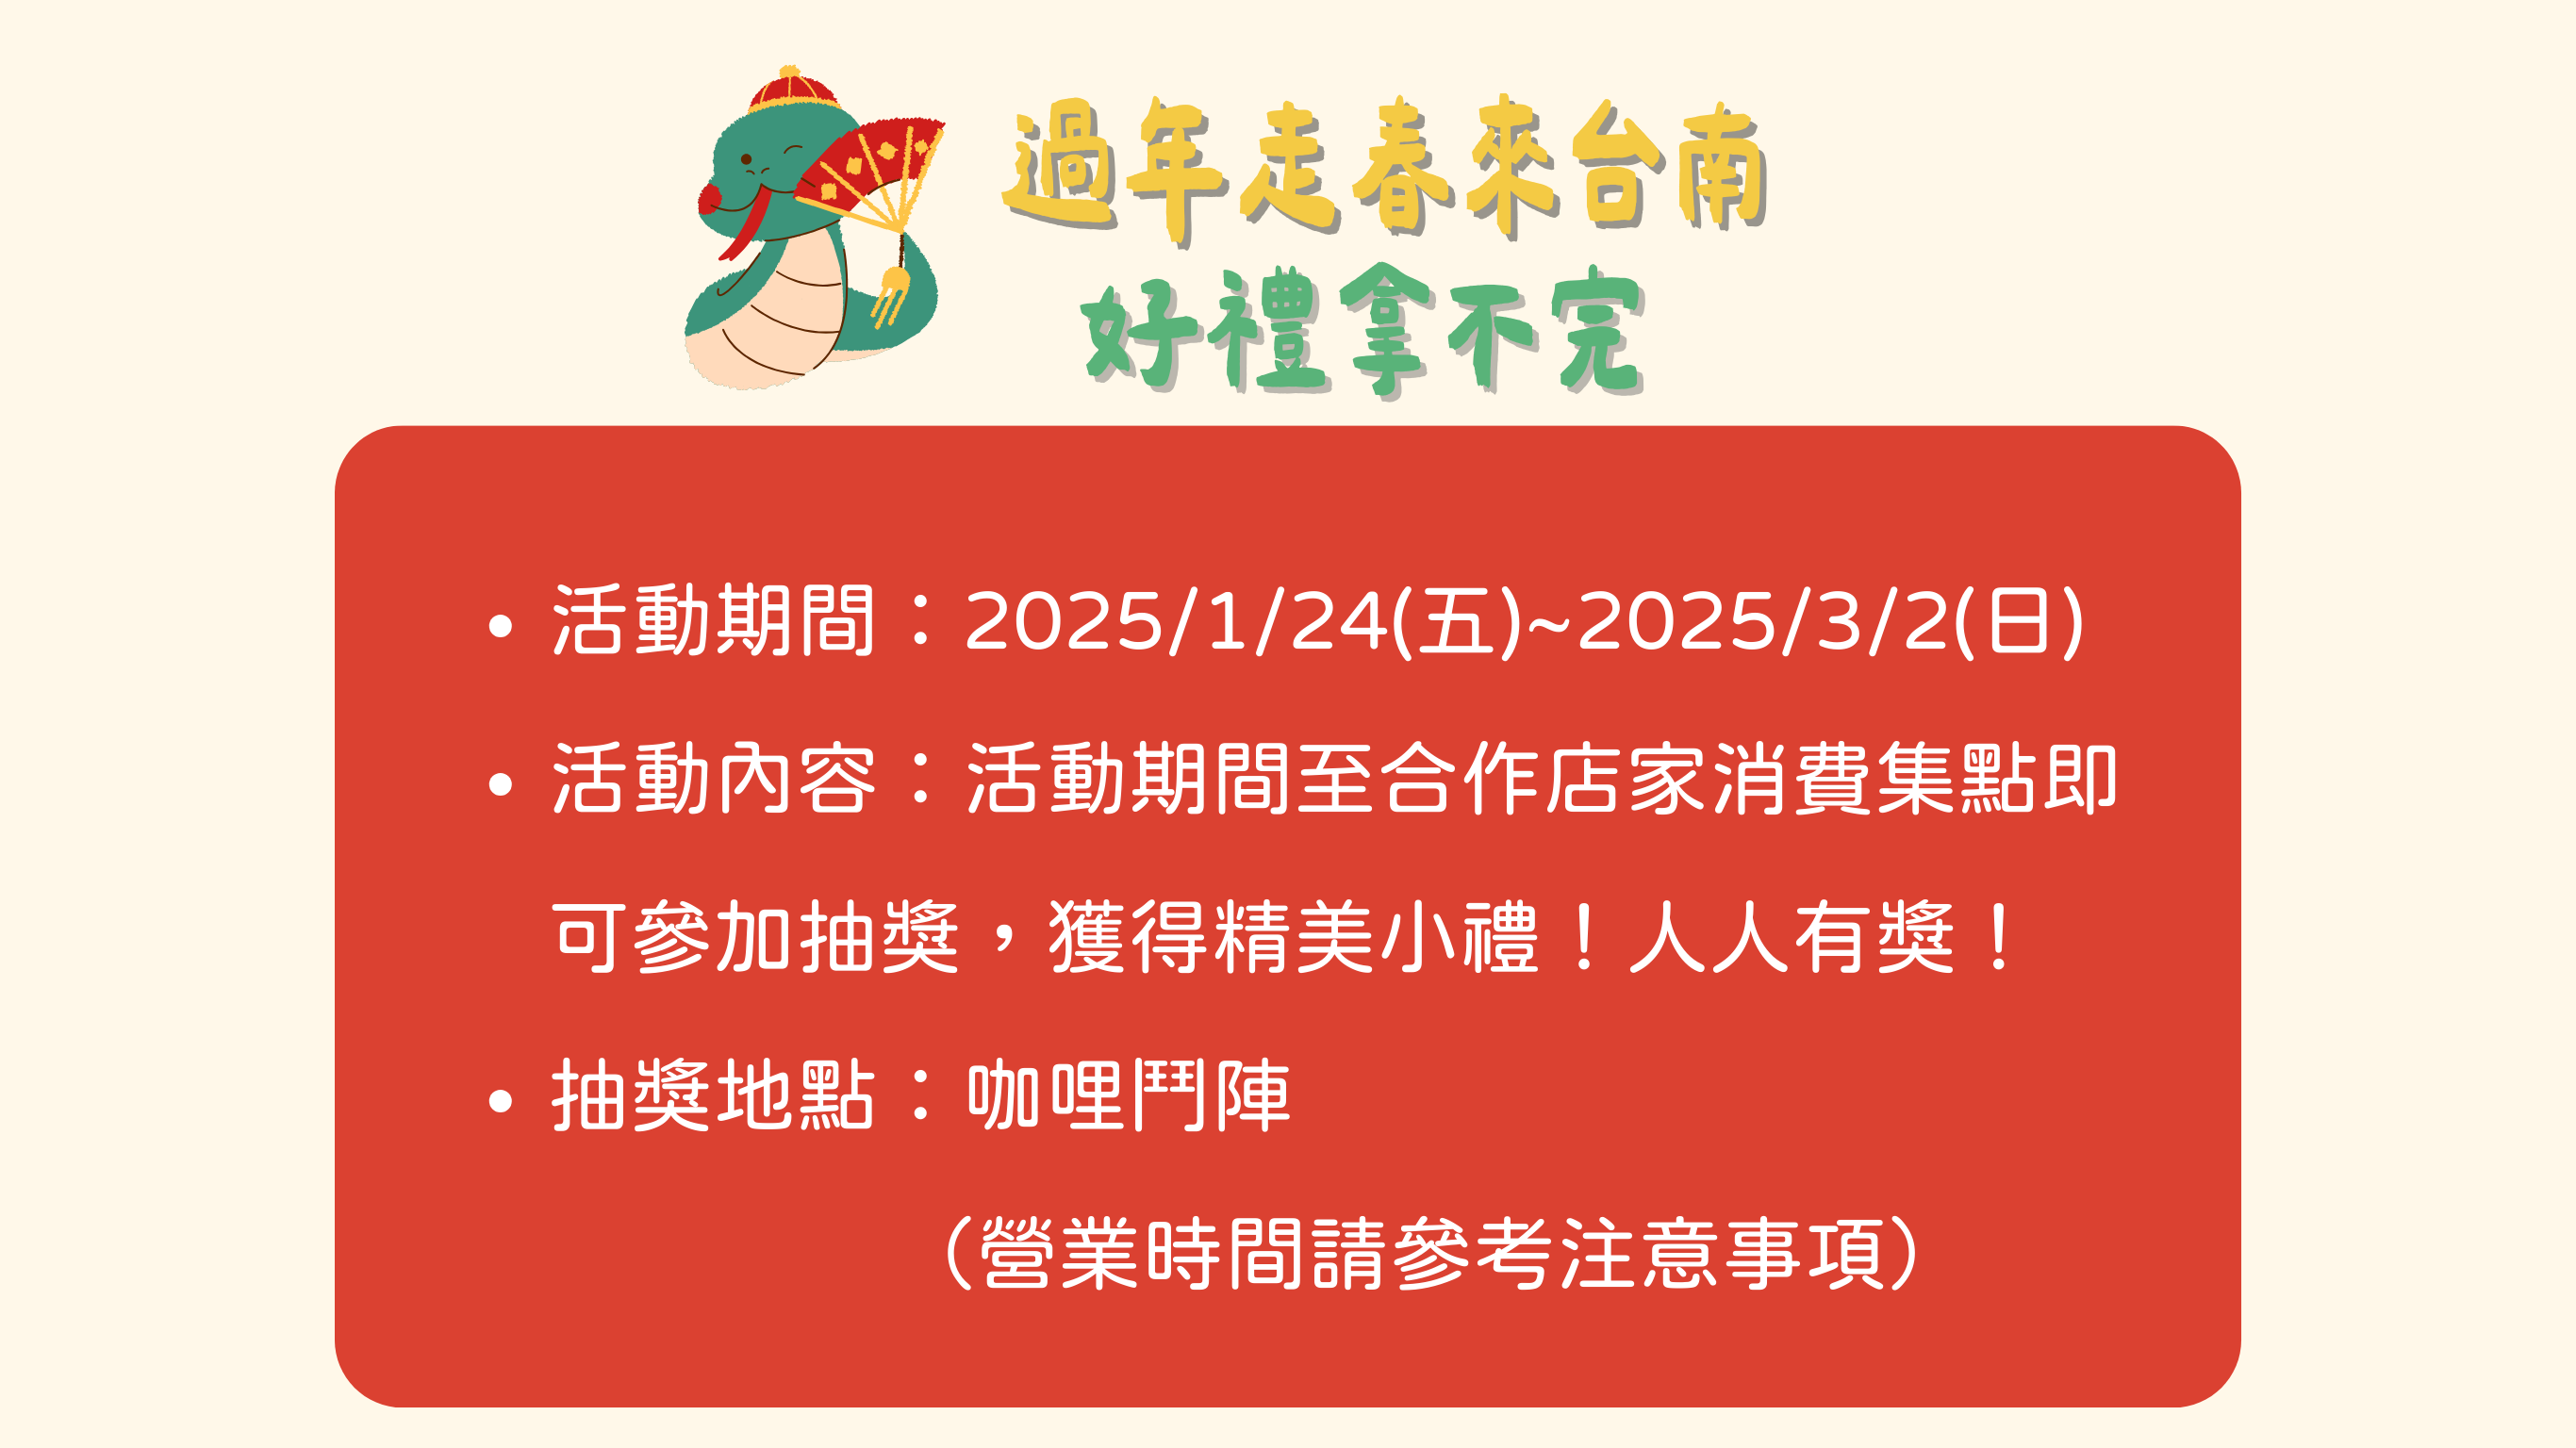 過年走春來台南
好禮拿不完
• 活動期間：2025/1/24(五)~2025/3/2(日)
• 活動內容：活動期間至合作店家消費集點即
可參加抽獎，獲得精美小禮！人人有獎！
• 抽獎地點：咖哩鬥陣
（營業時間請參考注意事項）